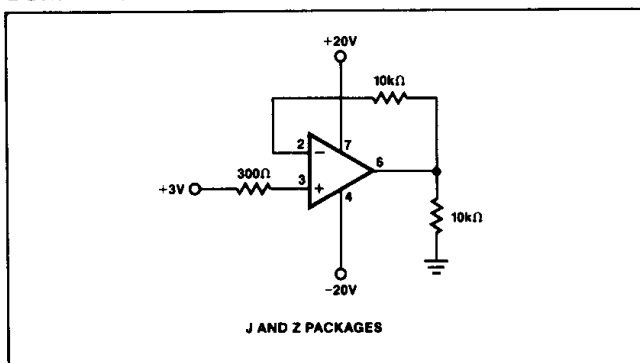 +20V
10kΩ
2
7
6
300Ω
+3V
3
4
10kΩ
-20V
J AND Z PACKAGES